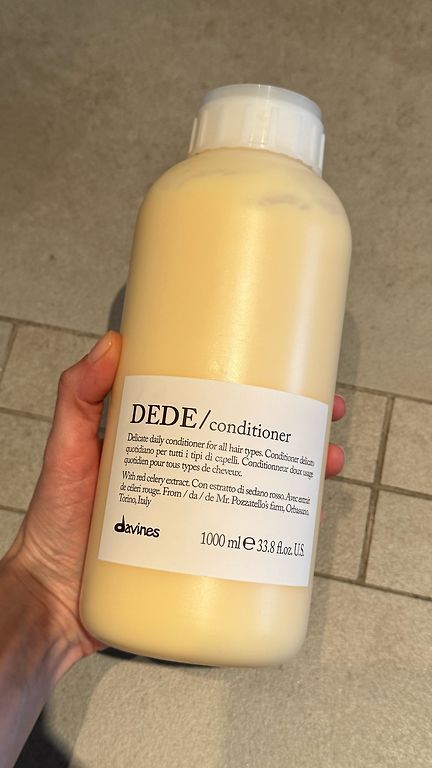 DEDE/conditioner
Delicate daily conditioner for all hair types. Conditioner delicato
quotidiano per tutti i tipi di capelli. Conditionneur doux usage
quotidien pour tous types de cheveux.
With red celery extract. Con estratto di sedano rosso. Avec extrait
de céleri rouge. From / da / de Mr. Pozzatello's farm, Orbassano,
Torino, Italy
davines
1000 ml ℮ 33.8 fl.oz. U.S.